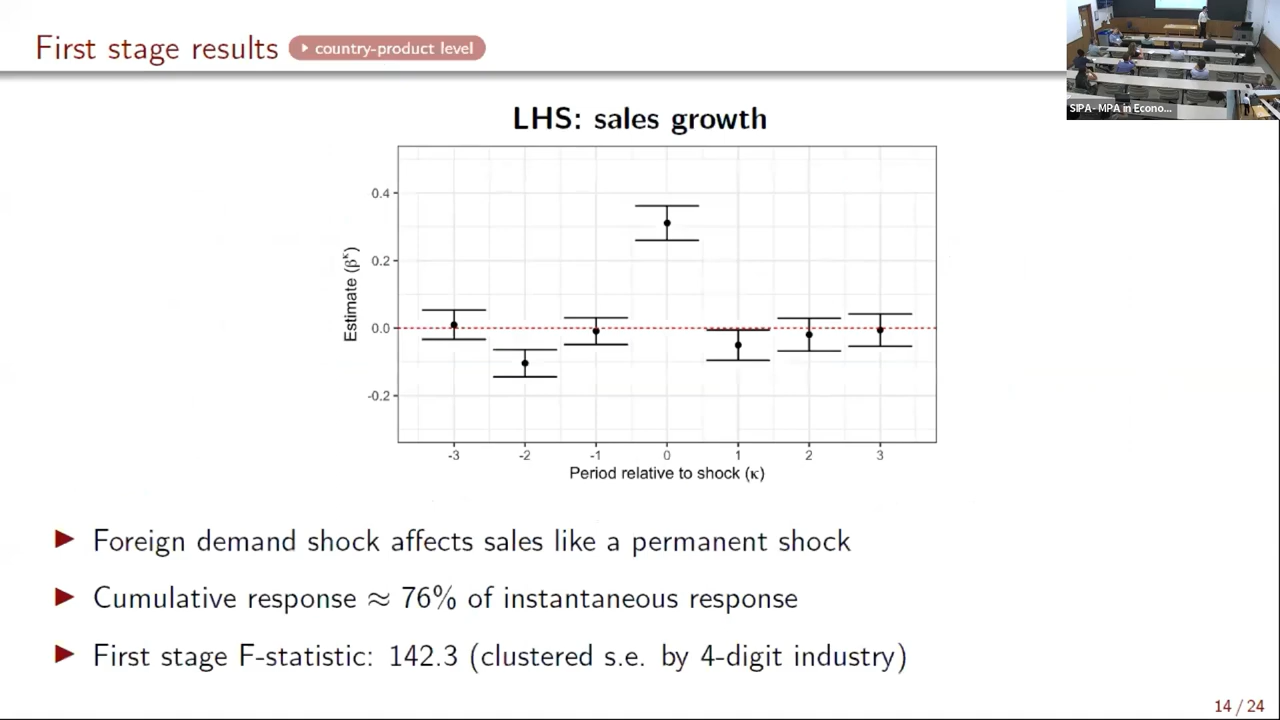 First stage results ▸ country-product level
SIPA - MPA in Econo...
LHS: sales growth
0.4
0.2
0.0
-0.2
Estimate (βᵏ)
-3 -2 -1 0 1 2 3
Period relative to shock (κ)
▶ Foreign demand shock affects sales like a permanent shock
▶ Cumulative response ≈ 76% of instantaneous response
▶ First stage F-statistic: 142.3 (clustered s.e. by 4-digit industry)
14 / 24